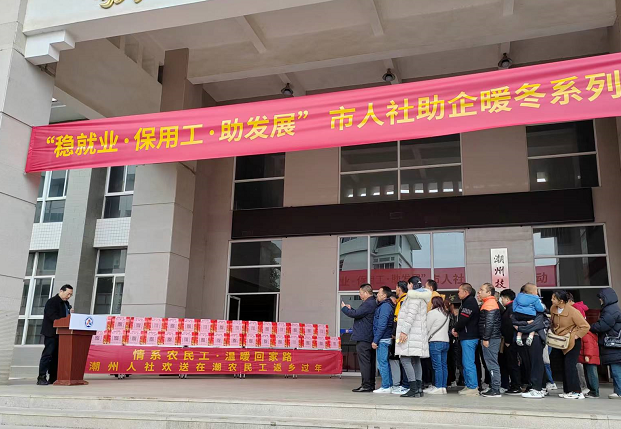 “稳就业·保用工·助发展” 市人社助企暖冬系列
潮州技
情系农民工·温暖回家路
潮州人社欢送在潮农民工返乡过年